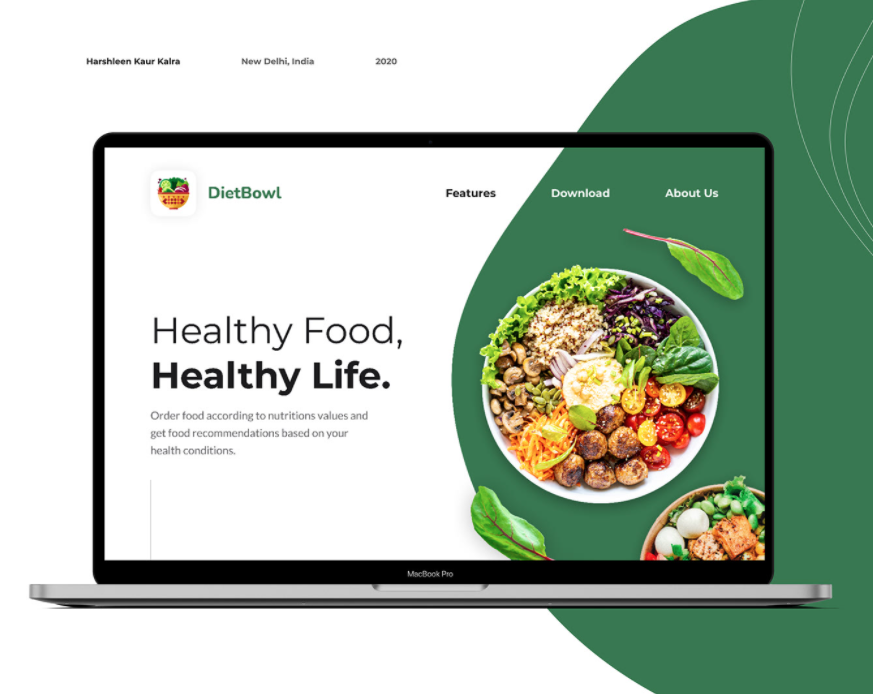 Harshleen Kaur Kalra
New Delhi, India
2020
DietBowl
Features
Download
About Us
Healthy Food,
Healthy Life.
Order food according to nutritions values and
get food recommendations based on your
health conditions.
MacBook Pro